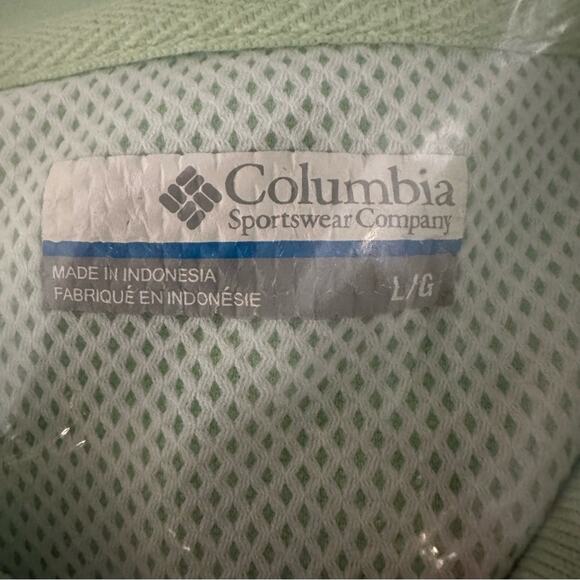 Columbia
Sportswear Company
MADE IN INDONESIA
FABRIQUÉ EN INDONÉSIE
L/G